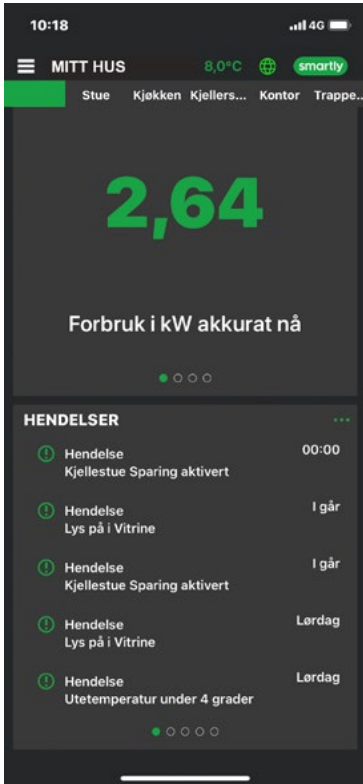 10:18 4G
MITT HUS 8,0°C smartly
Stue Kjøkken Kjellers... Kontor Trappe..
2,64
Forbruk i kW akkurat nå
HENDELSER
Hendelse 00:00
Kjellestue Sparing aktivert
Hendelse I går
Lys på i Vitrine
Hendelse I går
Kjellestue Sparing aktivert
Hendelse Lørdag
Lys på i Vitrine
Hendelse Lørdag
Utetemperatur under 4 grader